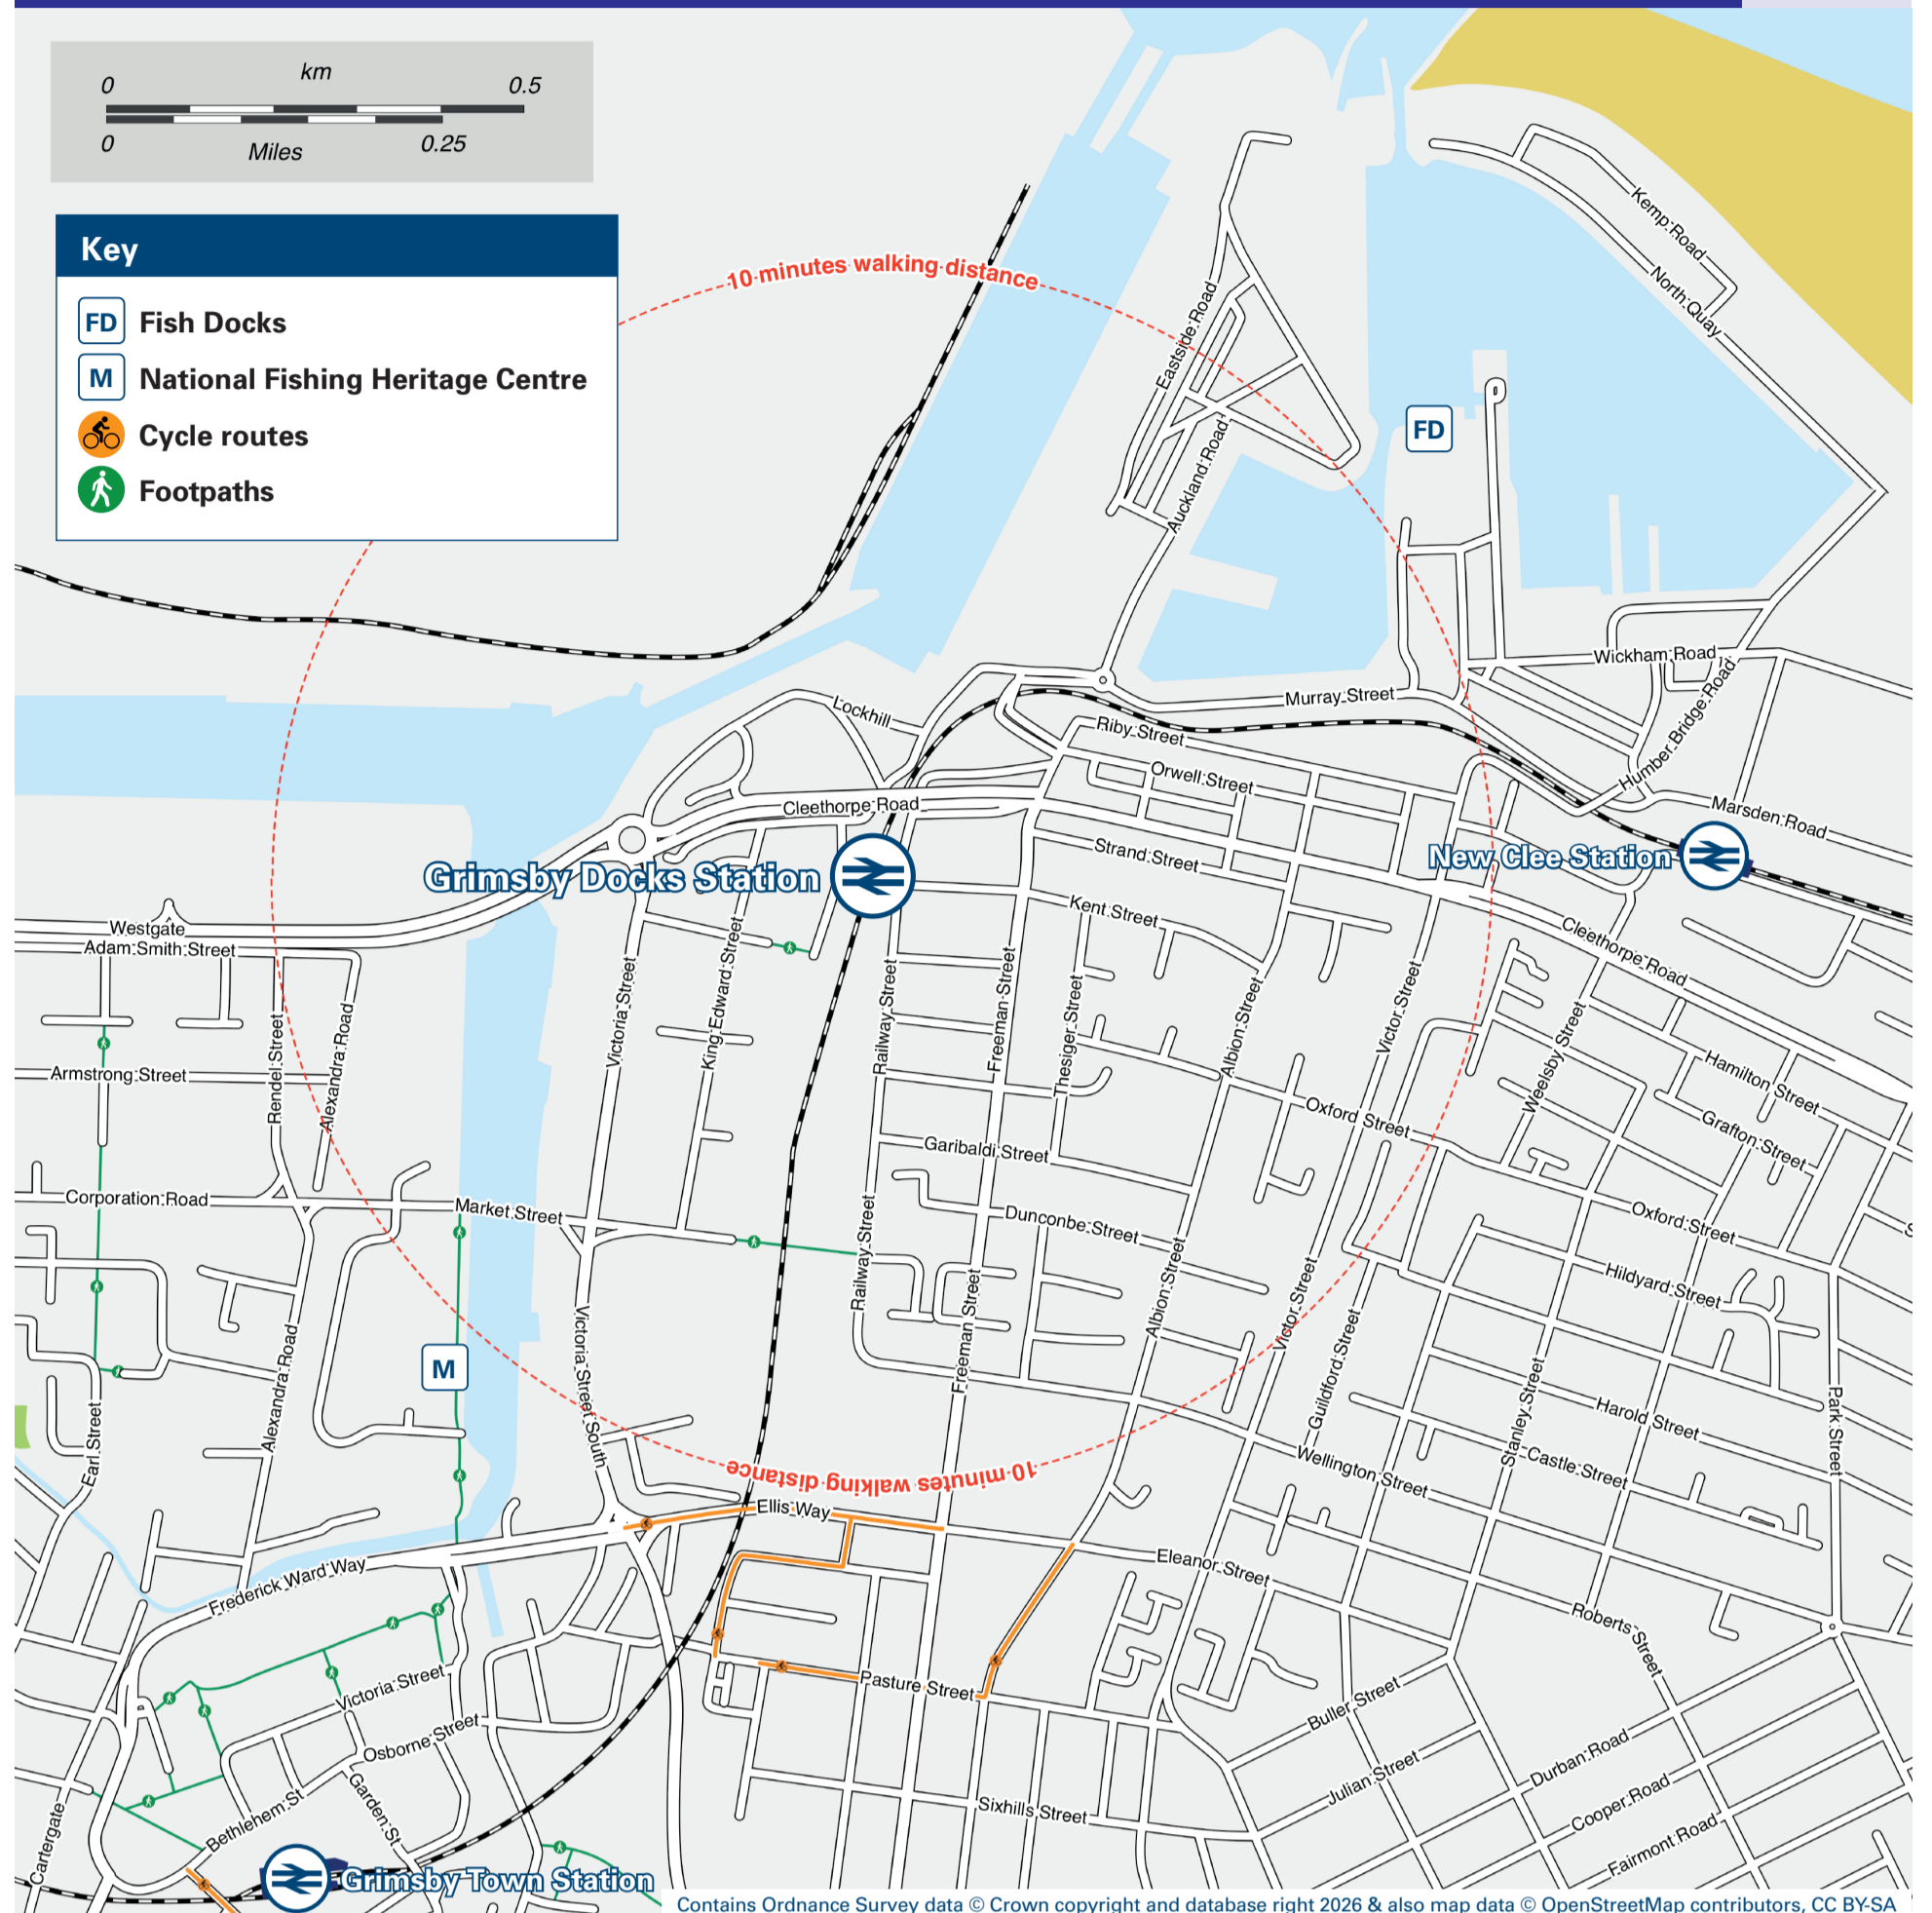 km
0
0.5
0
Miles
0.25
Key
FD
Fish Docks
M
National Fishing Heritage Centre
Cycle routes
Footpaths
10 minutes walking distance
Kemp Road
North Quay
Eastside Road
FD
Auckland Road
Wickham Road
Murray Street
Lockhill
Riby Street
Humber Bridge Road
Orwell Street
Cleethorpe Road
Marsden Road
Strand Street
New Clee Station
Grimsby Docks Station
Kent Street
Westgate
Adam Smith Street
Cleethorpe Road
Victoria Street
King Edward Street
Railway Street
Freeman Street
Thesiger Street
Albion Street
Victor Street
Weelsby Street
Rendel Street
Alexandra Road
Armstrong Street
Hamilton Street
Oxford Street
Grafton Street
Garibaldi Street
Corporation Road
Market Street
Dunconbe Street
Oxford Street
Railway Street
Albion Street
Hildyard Street
Victor Street
Guildford Street
Freeman Street
M
Victoria Street South
Alexandra Road
Earl Street
Stanley Street
Harold Street
Park Street
Castle Street
Wellington Street
10 minutes walking distance
Ellis Way
Eleanor Street
Frederick Ward Way
Roberts Street
Victoria Street
Pasture Street
Buller Street
Osborne Street
Durban Road
Julian Street
Garden St
Bethlehem St
Sixhills Street
Cooper Road
Cartergate
Fairmont Road
Grimsby Town Station
Contains Ordnance Survey data © Crown copyright and database right 2026 & also map data © OpenStreetMap contributors, CC BY-SA